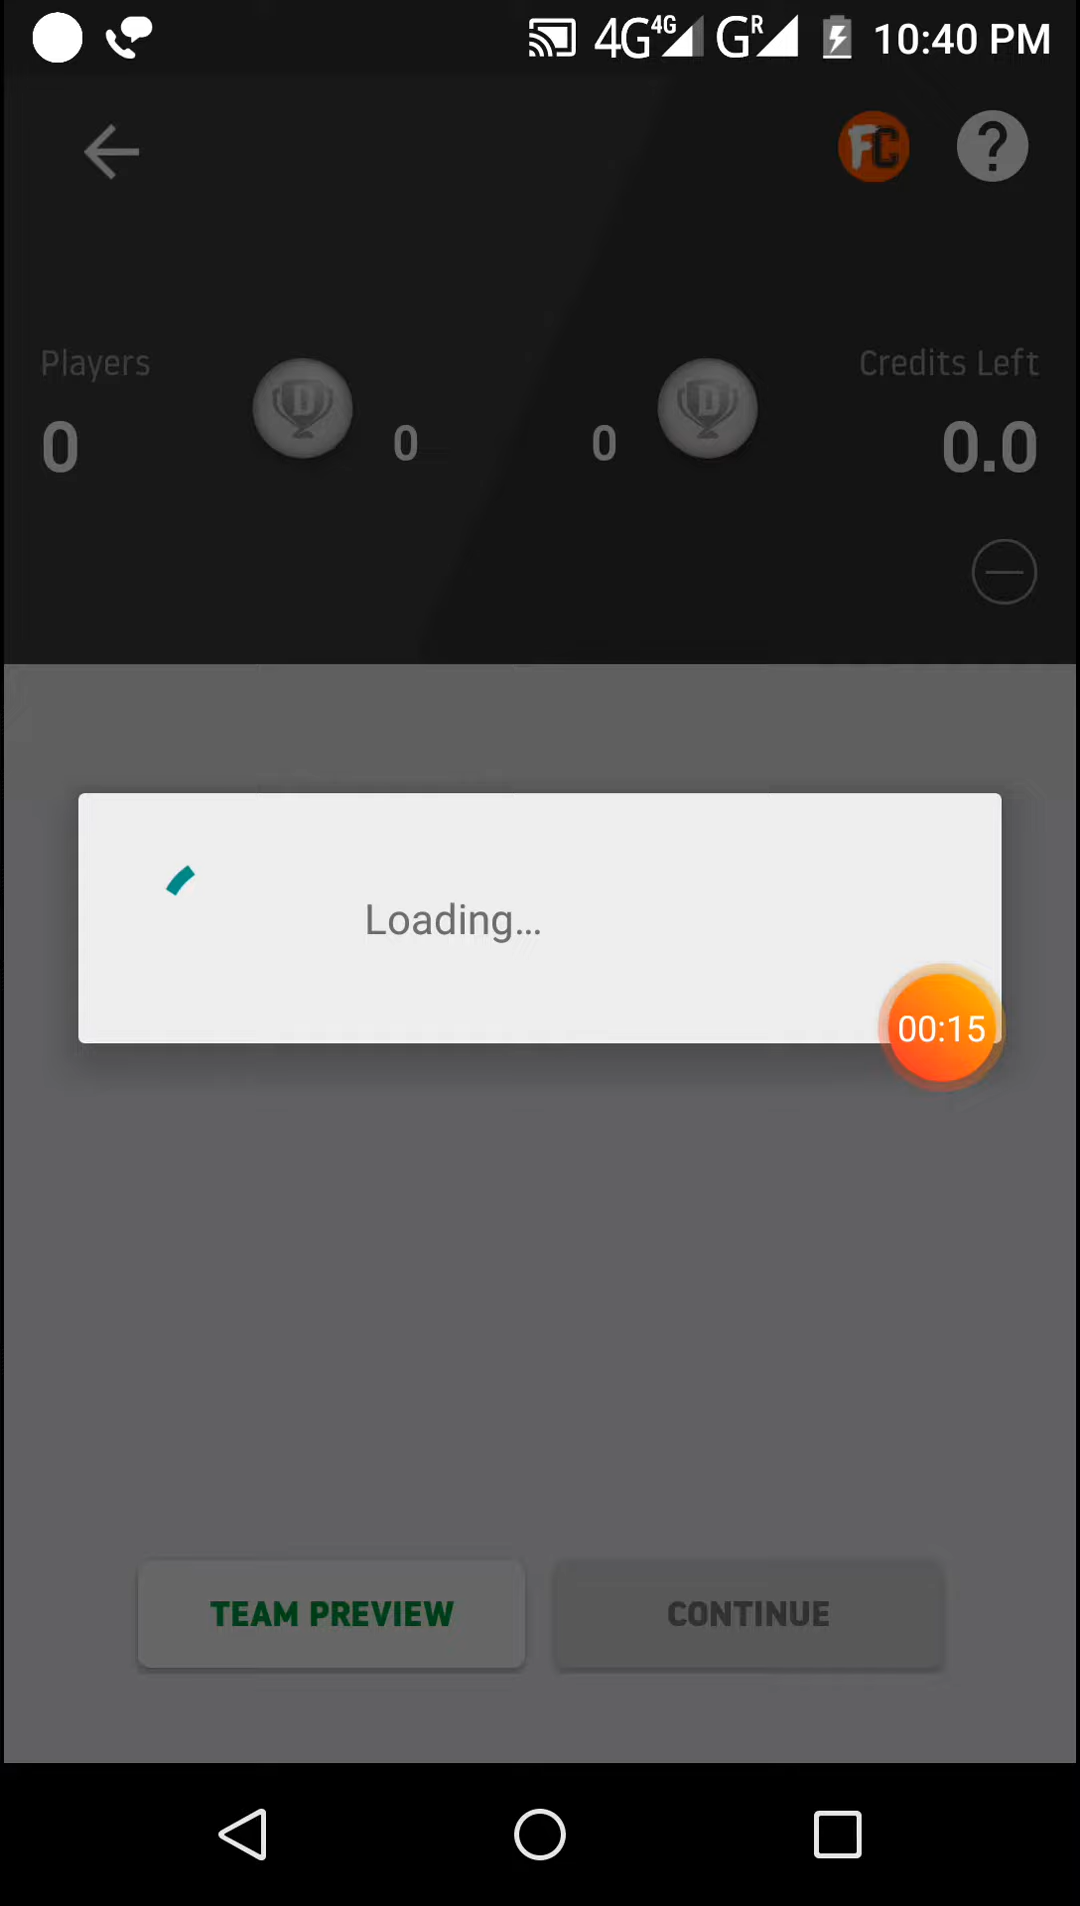 4G 4G G R 10:40 PM
FC ?
Players Credits Left
0 D 0 0 D 0.0
Loading...
00:15
TEAM PREVIEW CONTINUE